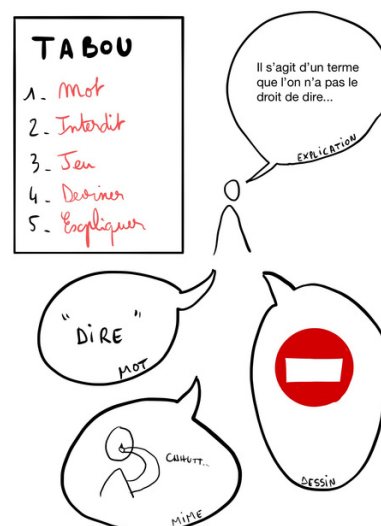 TABOU
1. Mot
2. Interdit
3. Jeu
4. Deviner
5. Expliquer
Il s'agit d'un terme
que l'on n'a pas le
droit de dire...
EXPLICATION
" DiRE "
MOT
CHHUTT...
MiME
DESSiN